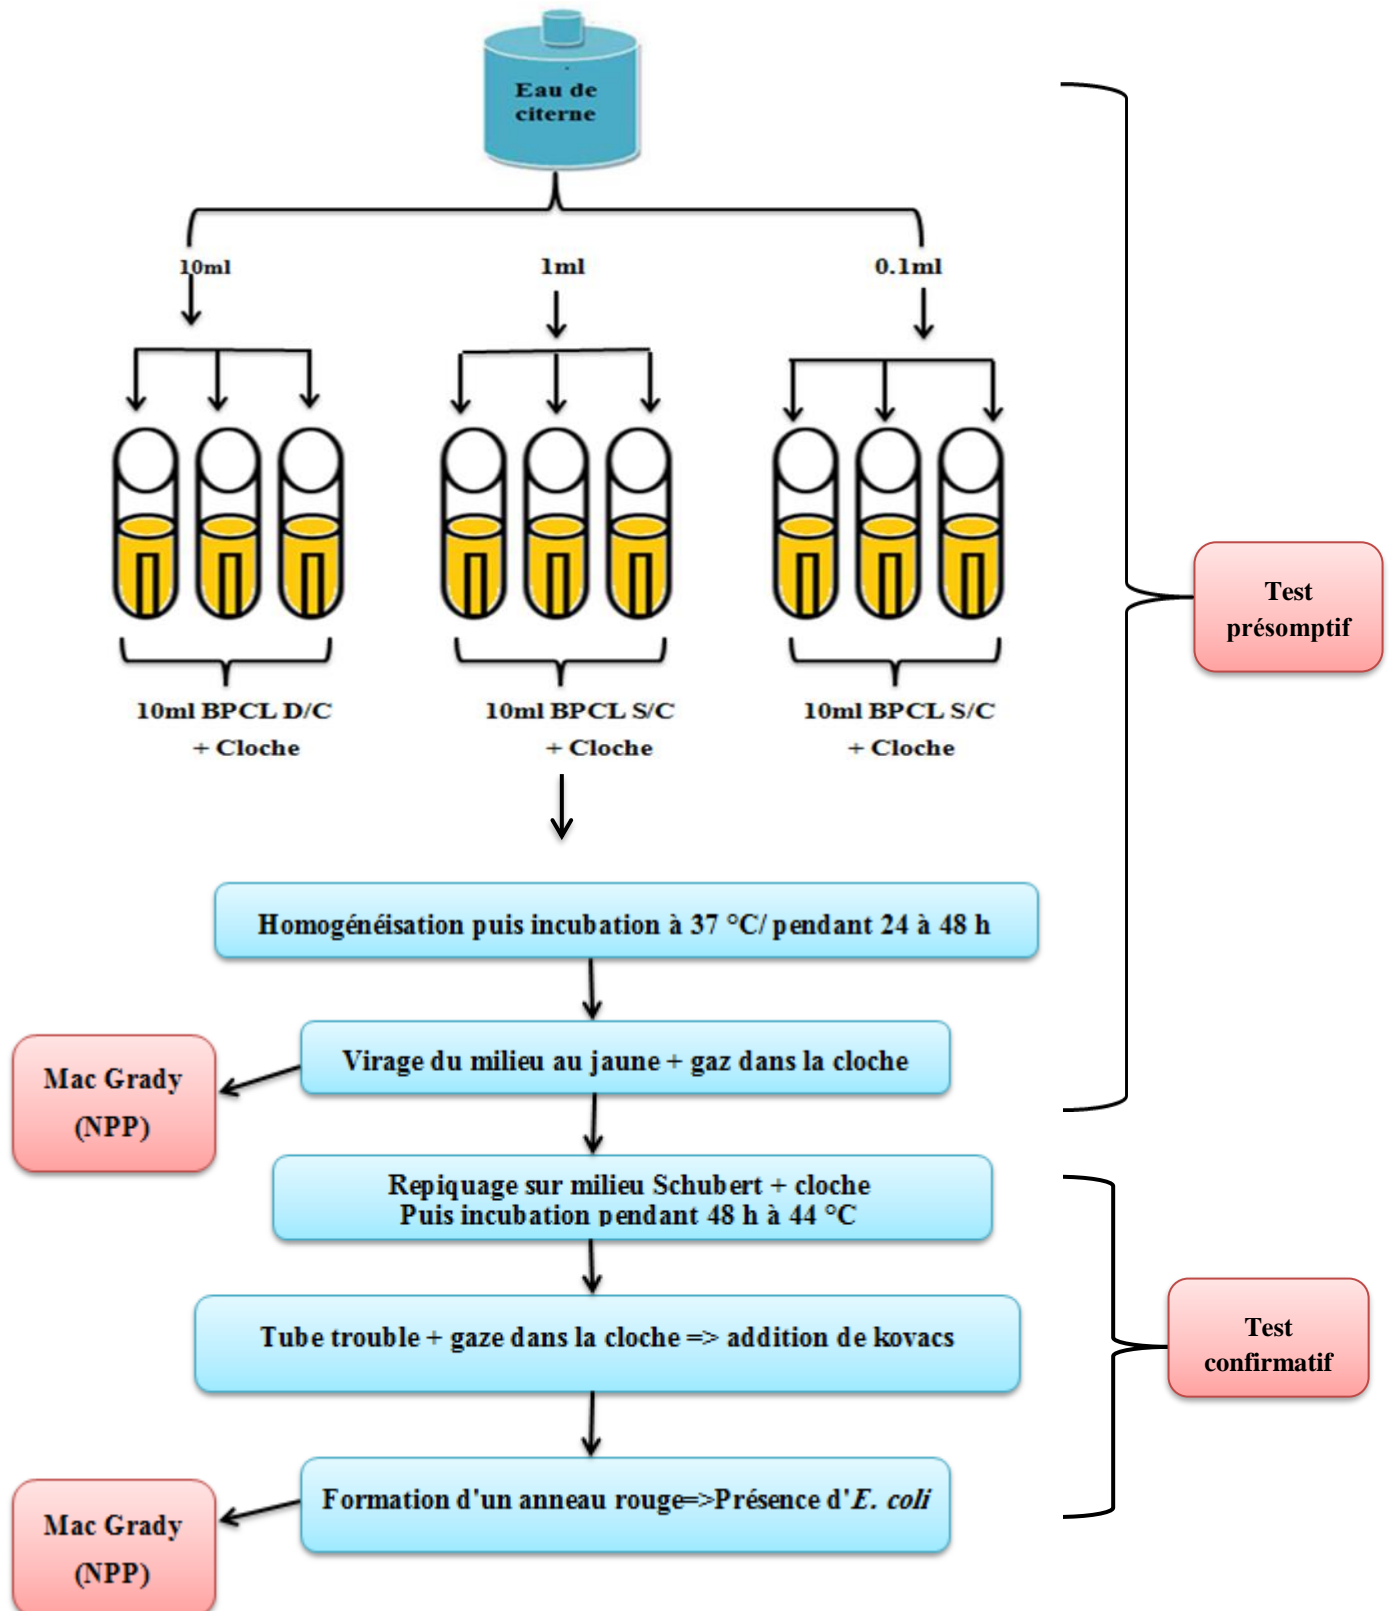 Eau de
citerne
10ml
1ml
0.1ml
10ml BPCL D/C
+ Cloche
10ml BPCL S/C
+ Cloche
10ml BPCL S/C
+ Cloche
Test
présomptif
Homogénéisation puis incubation à 37 °C/ pendant 24 à 48 h
Virage du milieu au jaune + gaz dans la cloche
Mac Grady
(NPP)
Repiquage sur milieu Schubert + cloche
Puis incubation pendant 48 h à 44 °C
Tube trouble + gaze dans la cloche => addition de kovacs
Test
confirmatif
Formation d'un anneau rouge=>Présence d'E. coli
Mac Grady
(NPP)